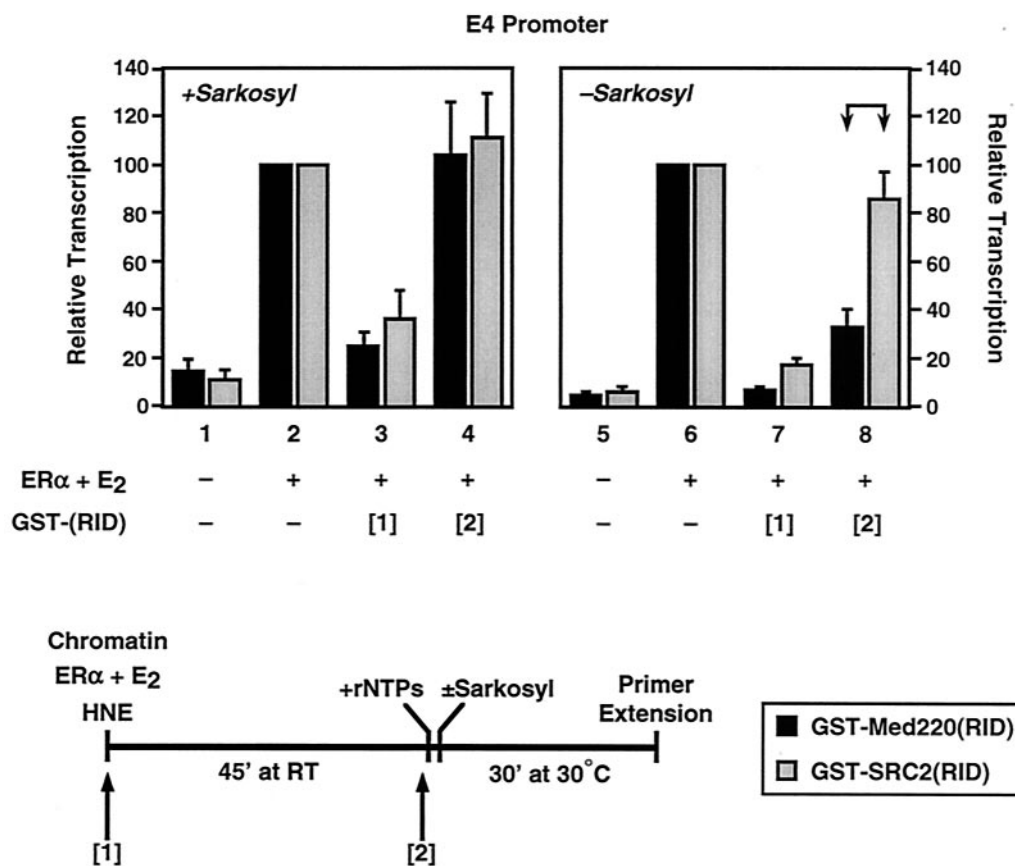 E4 Promoter
+Sarkosyl
Relative Transcription
140
120
100
80
60
40
20
0
1 2 3 4
–Sarkosyl
140
120
100
80
60
40
20
0
Relative Transcription
5 6 7 8
ERα + E2 – + + + – + + +
GST-(RID) – – [1] [2] – – [1] [2]
Chromatin
ERα + E2
HNE
+rNTPs ±Sarkosyl
Primer
Extension
45' at RT
30' at 30°C
[1] [2]
GST-Med220(RID)
GST-SRC2(RID)